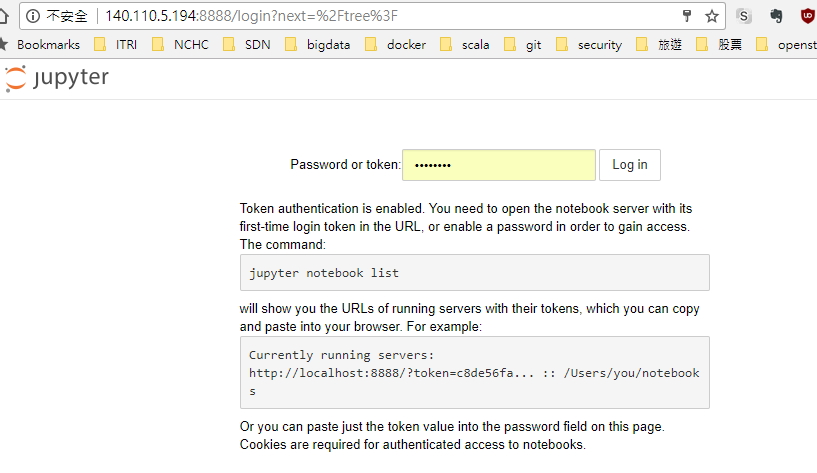 不安全 | 140.110.5.194:8888/login?next=%2Ftree%3F
Bookmarks ITRI NCHC SDN bigdata docker scala git security 旅遊 股票 openst
jupyter
Password or token: •••••••• Log in
Token authentication is enabled. You need to open the notebook server with its
first-time login token in the URL, or enable a password in order to gain access.
The command:
jupyter notebook list
will show you the URLs of running servers with their tokens, which you can copy
and paste into your browser. For example:
Currently running servers:
http://localhost:8888/?token=c8de56fa... :: /Users/you/notebook
s
Or you can paste just the token value into the password field on this page.
Cookies are required for authenticated access to notebooks.